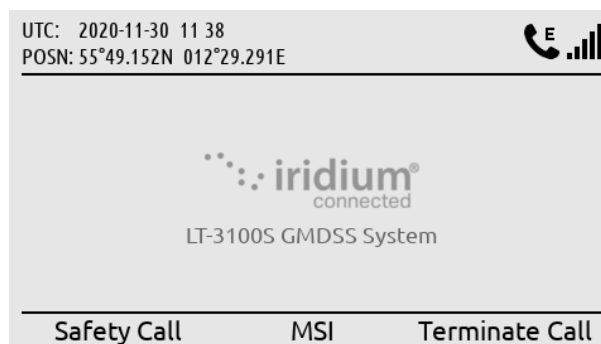 UTC: 2020-11-30 11 38
POSN: 55°49.152N 012°29.291E
E
iridium®
connected
LT-3100S GMDSS System
Safety Call MSI Terminate Call